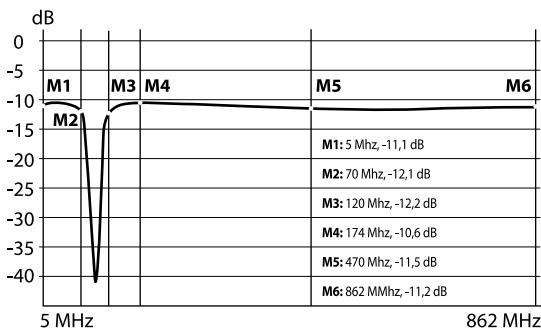 dB
0
-5
M1 M3 M4 M5 M6
-10
M2
-15
M1: 5 Mhz, -11,1 dB
-20
M2: 70 Mhz, -12,1 dB
-25
M3: 120 Mhz, -12,2 dB
-30
M4: 174 Mhz, -10,6 dB
-35
M5: 470 Mhz, -11,5 dB
-40
M6: 862 MMhz, -11,2 dB
5 MHz 862 MHz